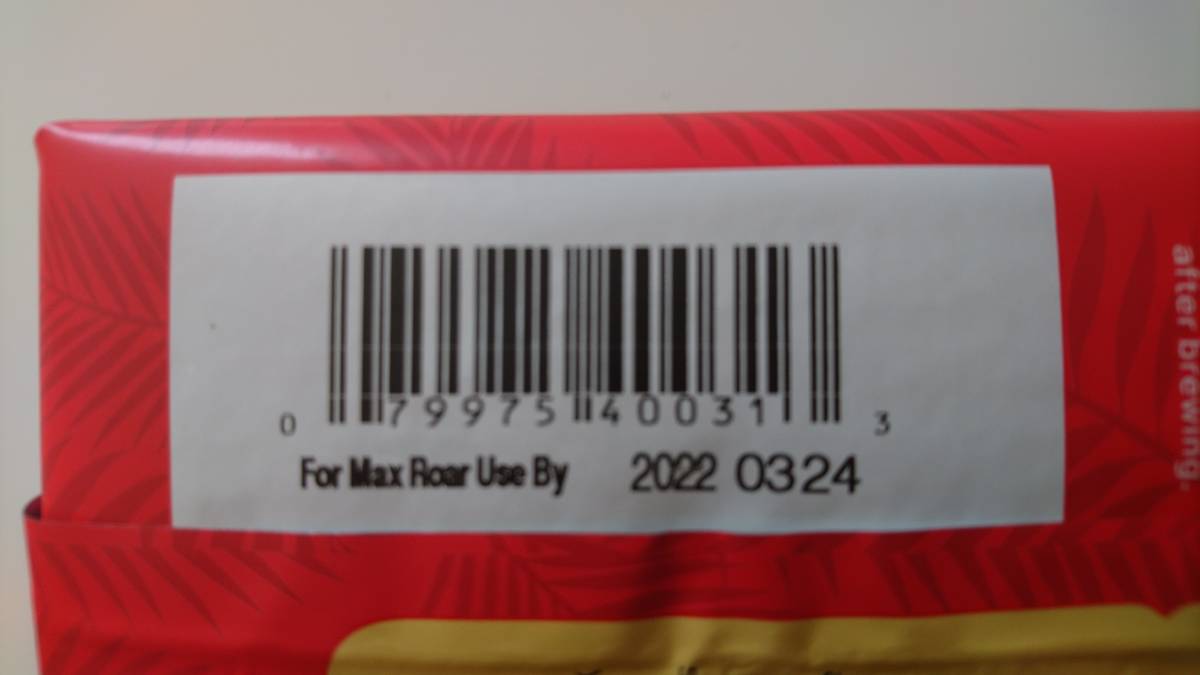 0 79975 40031 3
For Max Roar Use By 2022 0324
after brewing.